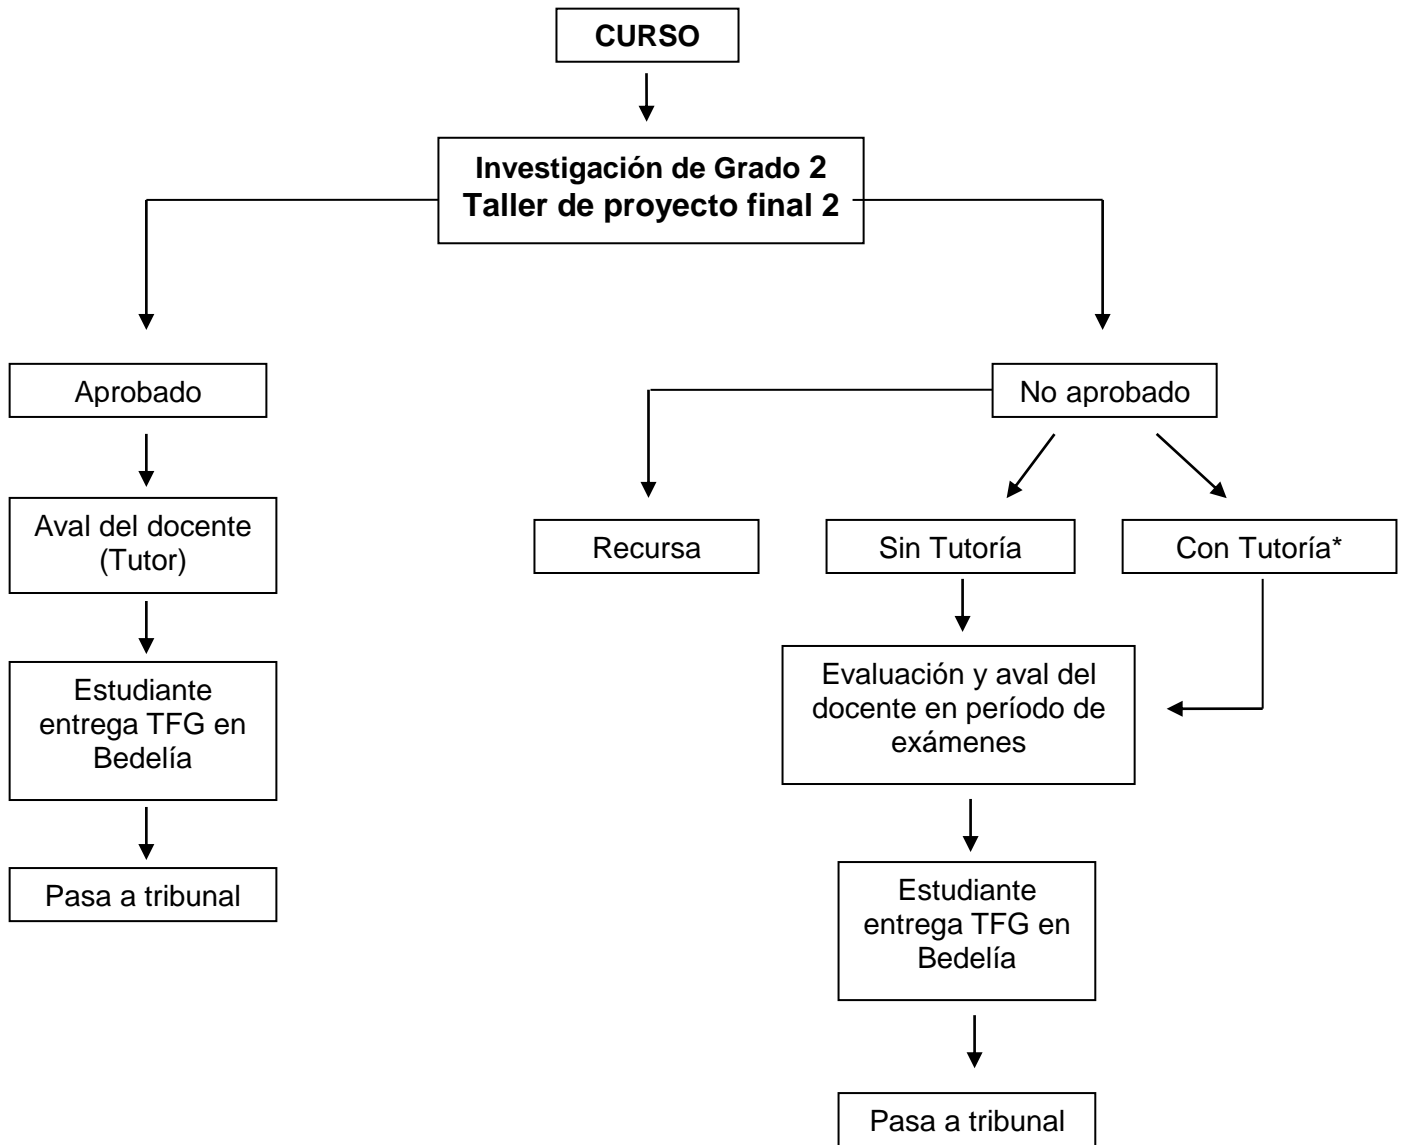 CURSO
Investigación de Grado 2
Taller de proyecto final 2
Aprobado
No aprobado
Aval del docente
(Tutor)
Recursa
Sin Tutoría
Con Tutoría*
Estudiante
entrega TFG en
Bedelía
Evaluación y aval del
docente en período de
exámenes
Pasa a tribunal
Estudiante
entrega TFG en
Bedelía
Pasa a tribunal